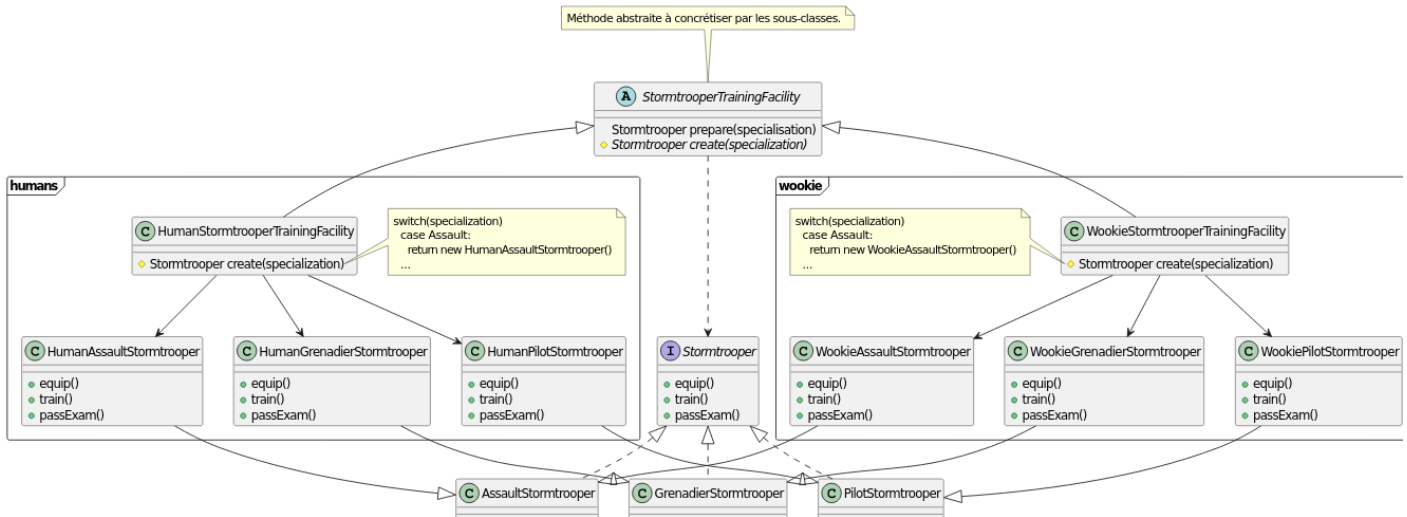 Méthode abstraite à concrétiser par les sous-classes.
A StormtrooperTrainingFacility
Stormtrooper prepare(specialisation)
Stormtrooper create(specialization)
humans
C HumanStormtrooperTrainingFacility
Stormtrooper create(specialization)
switch(specialization)
case Assault:
return new HumanAssaultStormtrooper()
...
C HumanAssaultStormtrooper
equip()
train()
passExam()
C HumanGrenadierStormtrooper
equip()
train()
passExam()
C HumanPilotStormtrooper
equip()
train()
passExam()
I Stormtrooper
equip()
train()
passExam()
wookie
switch(specialization)
case Assault:
return new WookieAssaultStormtrooper()
...
C WookieStormtrooperTrainingFacility
Stormtrooper create(specialization)
C WookieAssaultStormtrooper
equip()
train()
passExam()
C WookieGrenadierStormtrooper
equip()
train()
passExam()
C WookiePilotStormtrooper
equip()
train()
passExam()
C AssaultStormtrooper
C GrenadierStormtrooper
C PilotStormtrooper